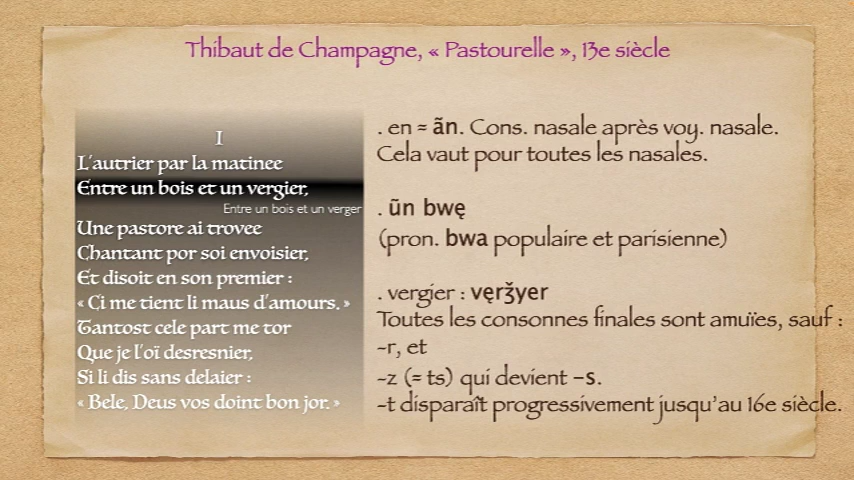 Thibaut de Champagne, « Pastourelle », 13e siècle
I
L'autrier par la matinee
Entre un bois et un vergier,
Entre un bois et un verger
Une pastore ai trovee
Chantant por soi envoisier,
Et disoit en son premier :
« Ci me tient li maus d'amours. »
Tantost cele part me tor
Que je l'oï desresnier,
Si li dis sans delaier :
« Bele, Deus vos doint bon jor. »
. en = ãn. Cons. nasale après voy. nasale.
Cela vaut pour toutes les nasales.
. ũn bwę
(pron. bwa populaire et parisienne)
. vergier : vęrǯyer
Toutes les consonnes finales sont amuïes, sauf :
-r, et
-z (= ts) qui devient –s.
-t disparaît progressivement jusqu'au 16e siècle.